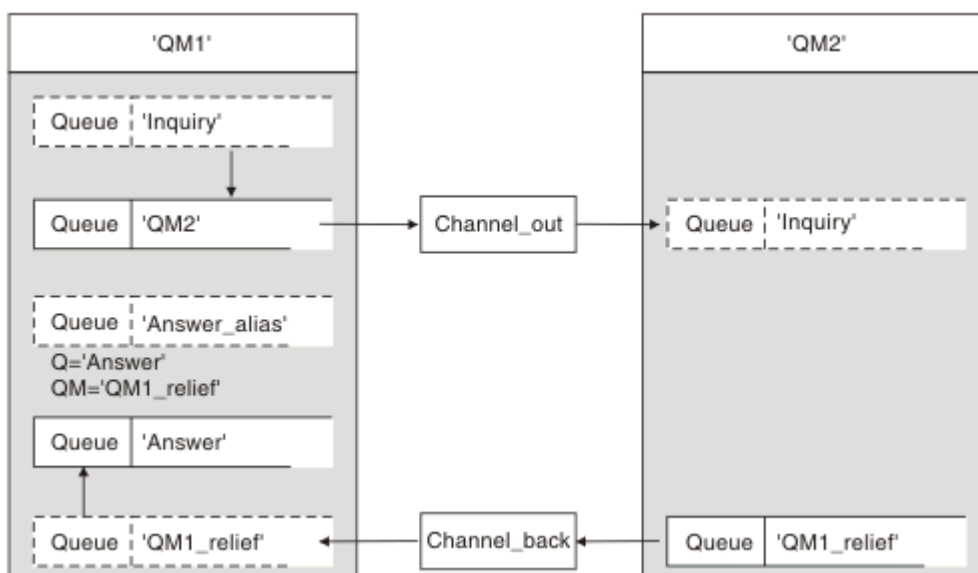 'QM1'
Queue 'Inquiry'
Queue 'QM2'
Queue 'Answer_alias'
Q='Answer'
QM='QM1_relief'
Queue 'Answer'
Queue 'QM1_relief'
Channel_out
Channel_back
'QM2'
Queue 'Inquiry'
Queue 'QM1_relief'